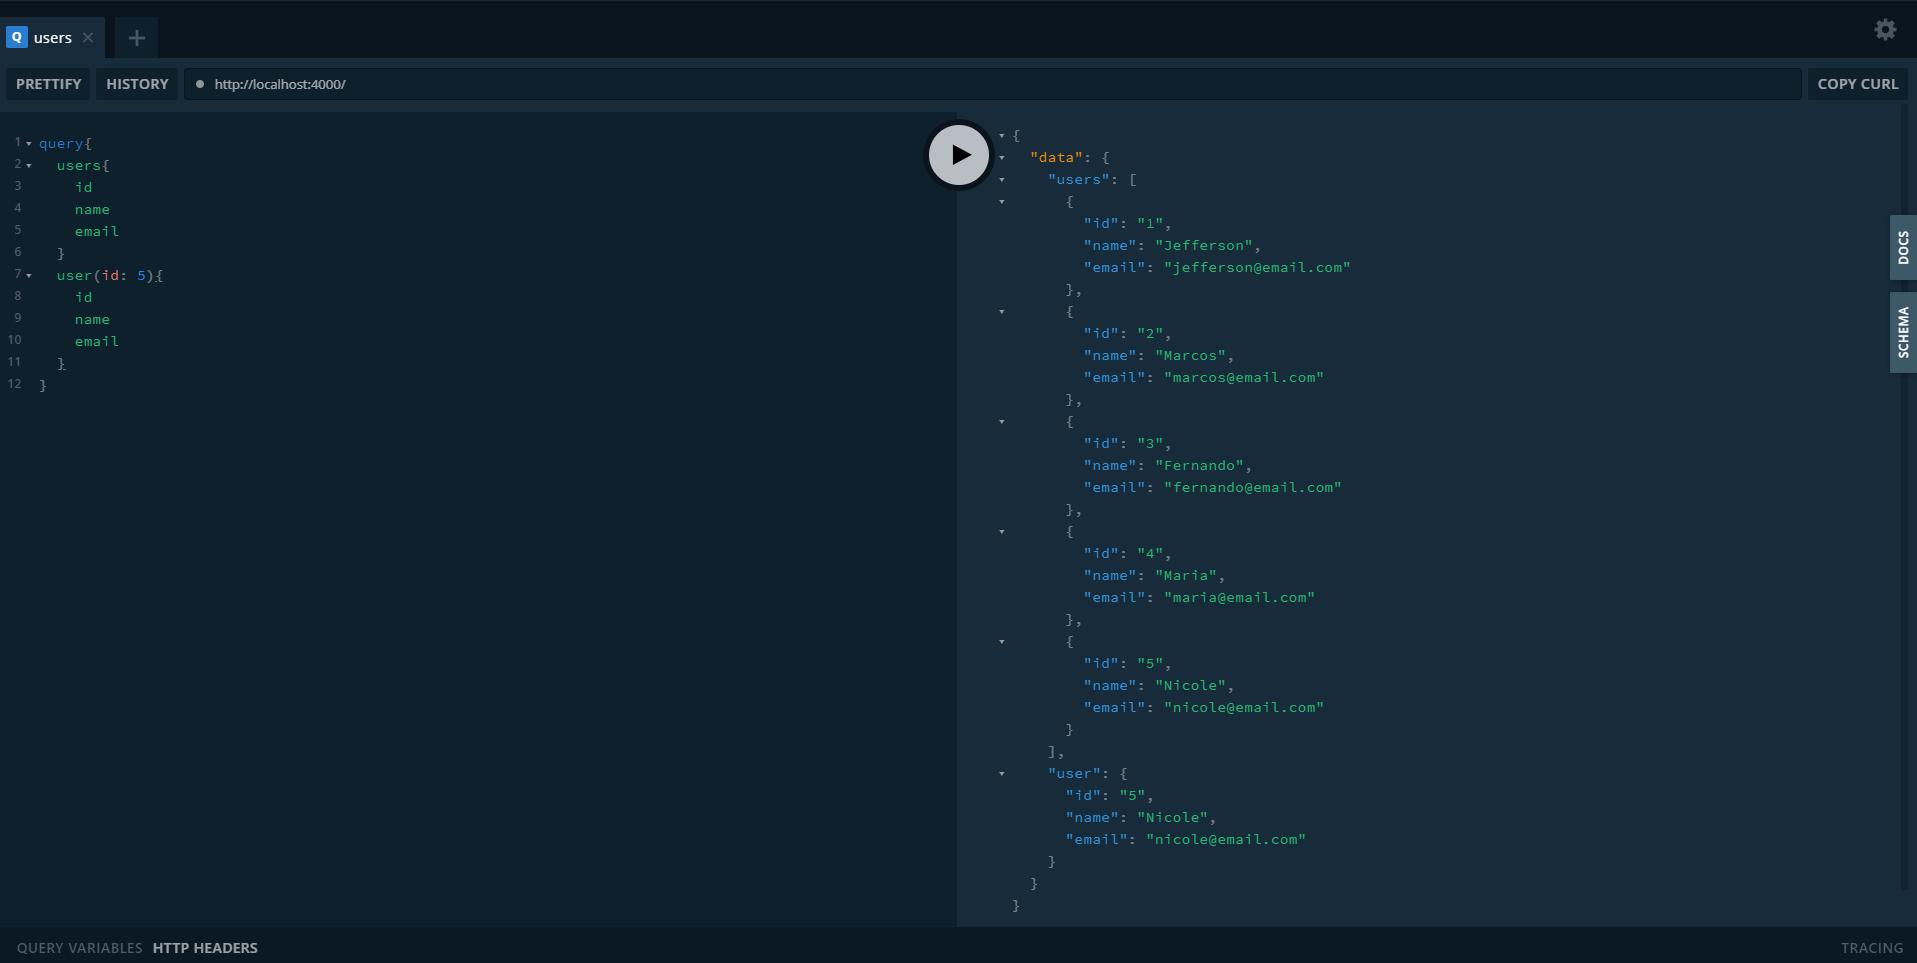 Q users
PRETTIFY HISTORY http://localhost:4000/ COPY CURL
1 query{
2 users{
3 id
4 name
5 email
6 }
7 user(id: 5){
8 id
9 name
10 email
11 }
12 }
{
"data": {
"users": [
{
"id": "1",
"name": "Jefferson",
"email": "jefferson@email.com"
},
{
"id": "2",
"name": "Marcos",
"email": "marcos@email.com"
},
{
"id": "3",
"name": "Fernando",
"email": "fernando@email.com"
},
{
"id": "4",
"name": "Maria",
"email": "maria@email.com"
},
{
"id": "5",
"name": "Nicole",
"email": "nicole@email.com"
}
],
"user": {
"id": "5",
"name": "Nicole",
"email": "nicole@email.com"
}
}
}
DOCS
SCHEMA
QUERY VARIABLES HTTP HEADERS TRACING